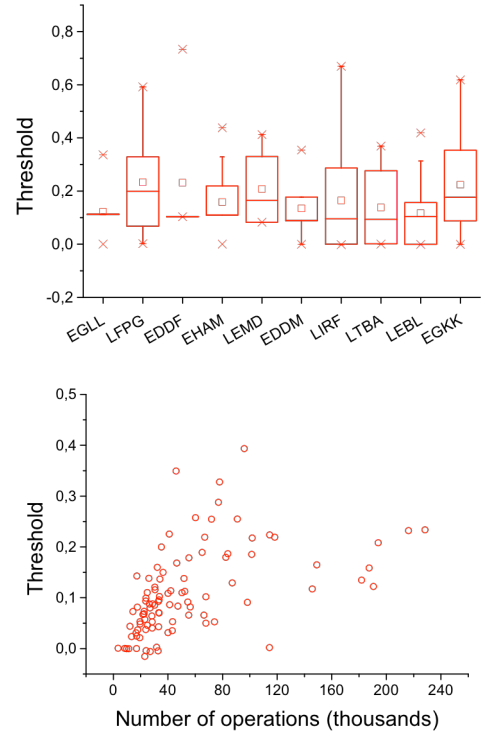 0,8
0,6
0,4
0,2
0,0
-0,2
Threshold
EGLL LFPG EDDF EHAM LEMD EDDM LIRF LTBA LEBL EGKK
0,5
0,4
0,3
0,2
0,1
0,0
Threshold
0 40 80 120 160 200 240
Number of operations (thousands)